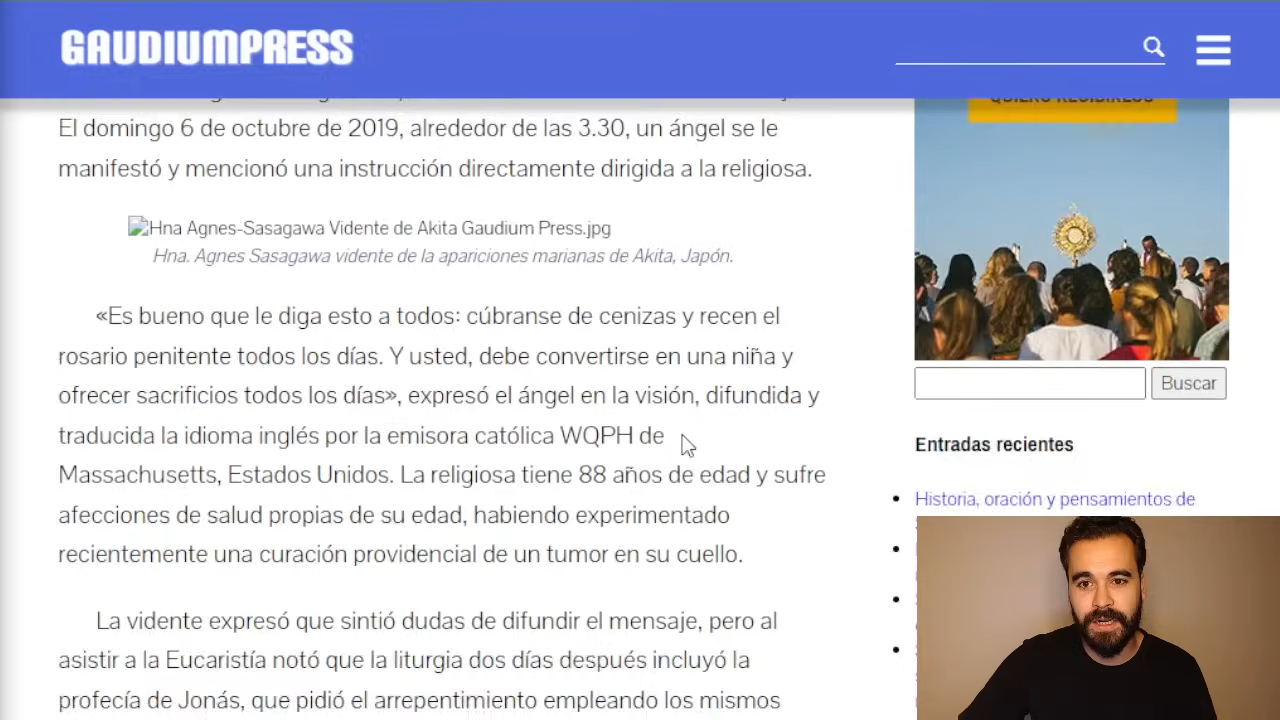 GAUDIUMPRESS
QUIERO RECIBIRLOS
El domingo 6 de octubre de 2019, alrededor de las 3.30, un ángel se le
manifestó y mencionó una instrucción directamente dirigida a la religiosa.
Hna Agnes-Sasagawa Vidente de Akita Gaudium Press.jpg
Hna. Agnes Sasagawa vidente de la apariciones marianas de Akita, Japón.
«Es bueno que le diga esto a todos: cúbranse de cenizas y recen el
rosario penitente todos los días. Y usted, debe convertirse en una niña y
ofrecer sacrificios todos los días», expresó el ángel en la visión, difundida y
traducida la idioma inglés por la emisora católica WQPH de
Massachusetts, Estados Unidos. La religiosa tiene 88 años de edad y sufre
afecciones de salud propias de su edad, habiendo experimentado
recientemente una curación providencial de un tumor en su cuello.
La vidente expresó que sintió dudas de difundir el mensaje, pero al
asistir a la Eucaristía notó que la liturgia dos días después incluyó la
profecía de Jonás, que pidió el arrepentimiento empleando los mismos
Buscar
Entradas recientes
Historia, oración y pensamientos de